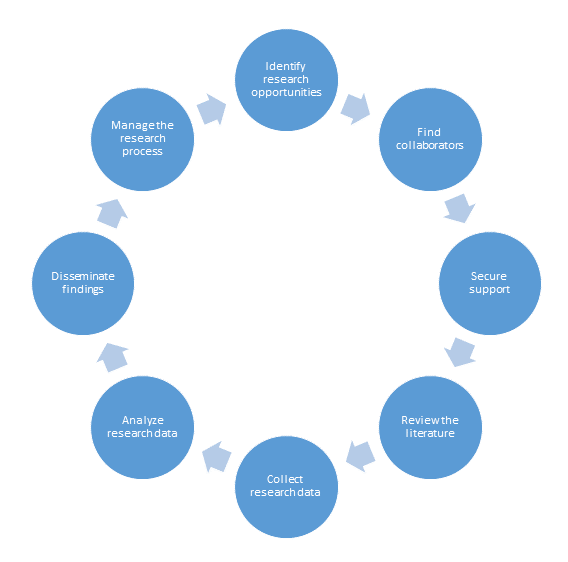 Identify
research
opportunities
Find
collaborators
Secure
support
Review the
literature
Collect
research data
Analyze
research data
Disseminate
findings
Manage the
research
process